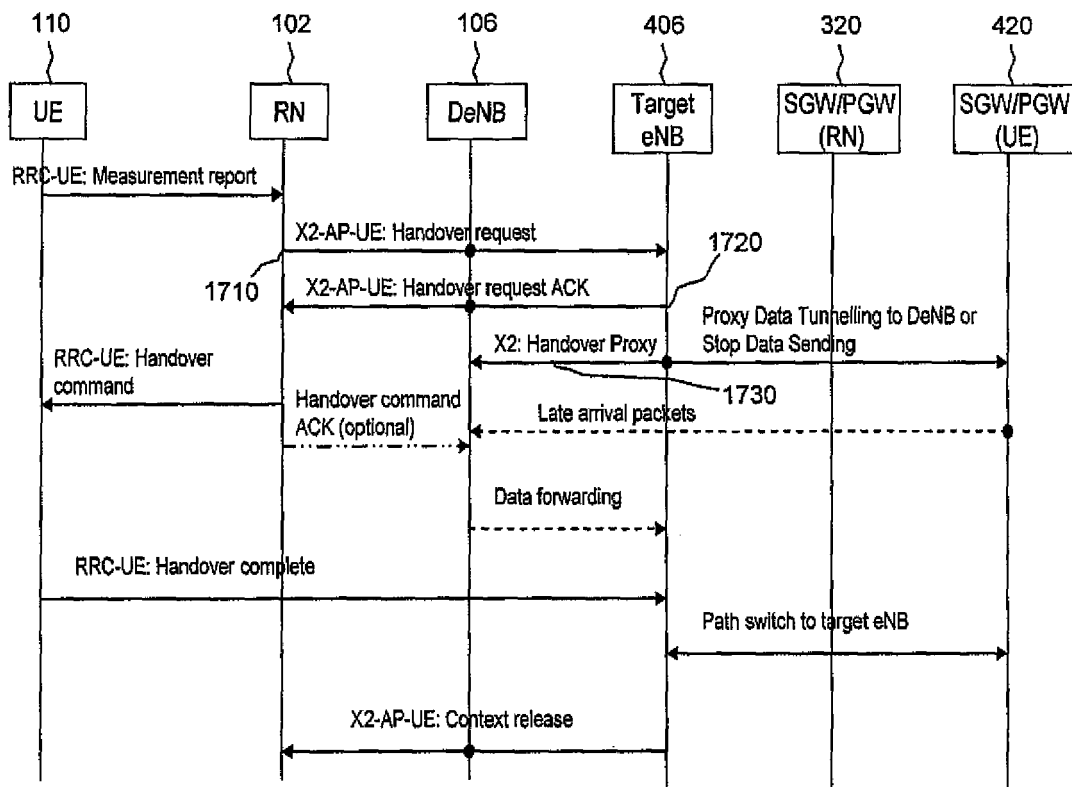 110 102 106 406 320 420
UE RN DeNB Target eNB SGW/PGW (RN) SGW/PGW (UE)
RRC-UE: Measurement report
X2-AP-UE: Handover request
1710
1720
X2-AP-UE: Handover request ACK
Proxy Data Tunnelling to DeNB or
Stop Data Sending
X2: Handover Proxy
1730
RRC-UE: Handover
command
Handover command
ACK (optional)
Late arrival packets
Data forwarding
RRC-UE: Handover complete
Path switch to target eNB
X2-AP-UE: Context release